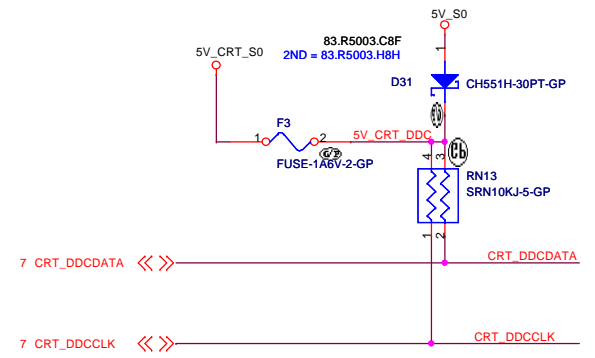 5V_S0
83.R5003.C8F
5V_CRT_S0
2ND = 83.R5003.H8H
1
D31
CH551H-30PT-GP
F3
1
2
5V_CRT_DDC
FUSE-1A6V-2-GP
4
3
RN13
SRN10KJ-5-GP
1
2
7 CRT_DDCDATA
CRT_DDCDATA
7 CRT_DDCCLK
CRT_DDCCLK